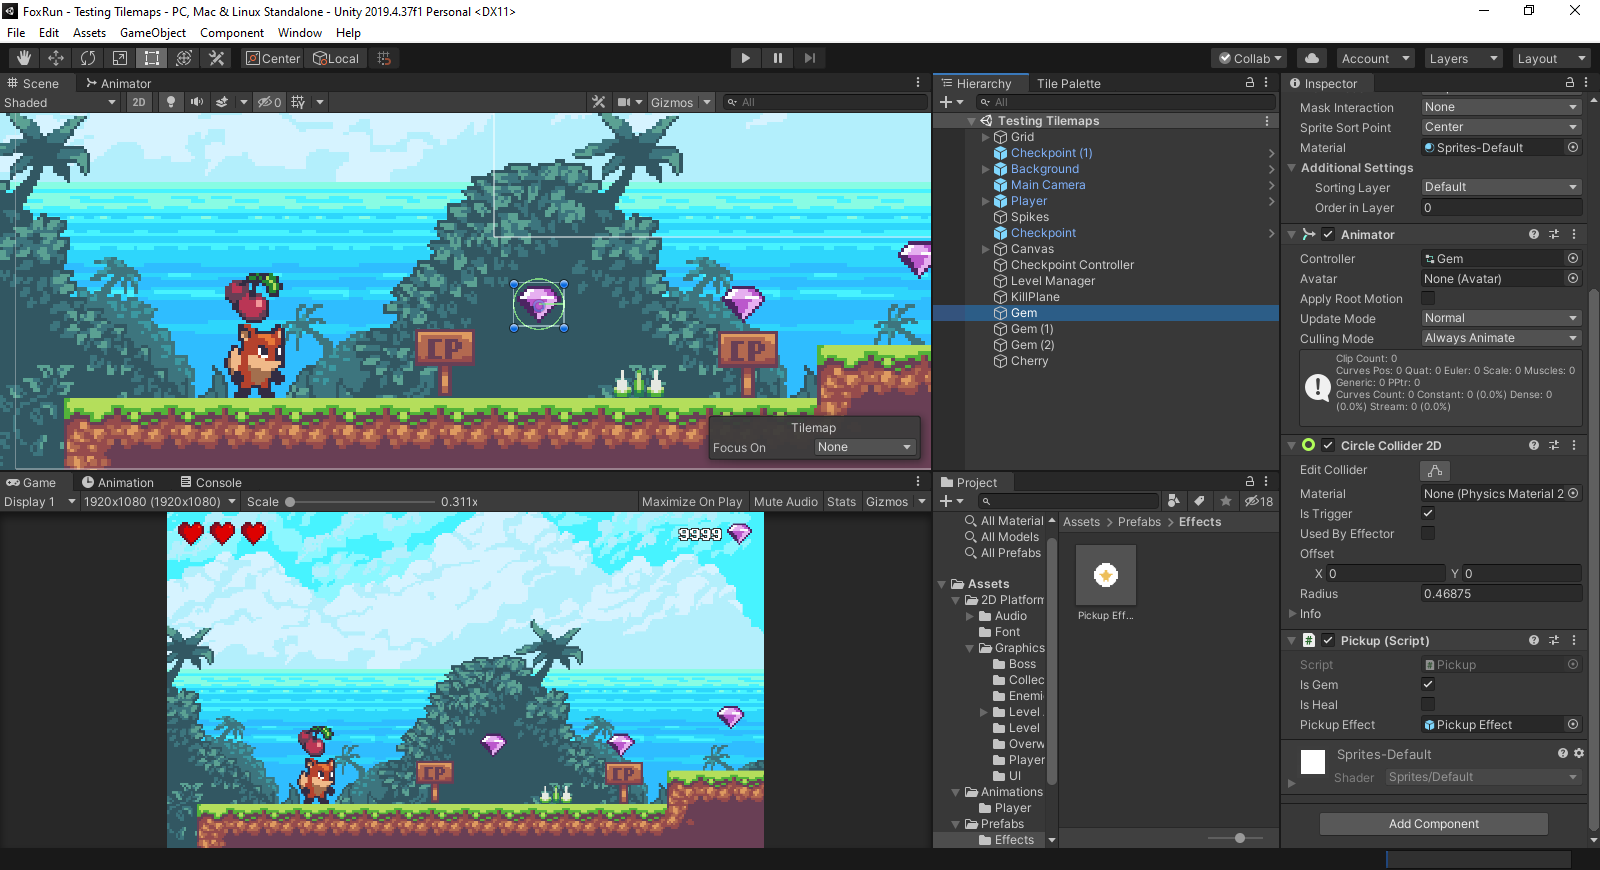 FoxRun - Testing Tilemaps - PC, Mac & Linux Standalone - Unity 2019.4.37f1 Personal <DX11>
File Edit Assets GameObject Component Window Help
Center Local Collab Account Layers Layout
Scene Animator
Shaded 2D 0 Gizmos All
CP
CP
Tilemap
Focus On None
Game Animation Console
Display 1 1920x1080 (1920x1080) Scale 0.311x Maximize On Play Mute Audio Stats Gizmos
9999
CP
CP
Hierarchy Tile Palette
All
Testing Tilemaps
Grid
Checkpoint (1)
Background
Main Camera
Player
Spikes
Checkpoint
Canvas
Checkpoint Controller
Level Manager
KillPlane
Gem
Gem (1)
Gem (2)
Cherry
Project
18
All Material
All Models
All Prefabs
Assets
2D Platform
Audio
Font
Graphics
Boss
Collec
Enemi
Level
Level
Overw
Player
UI
Animations
Player
Prefabs
Effects
Assets > Prefabs > Effects
Pickup Eff...
Inspector
Mask Interaction None
Sprite Sort Point Center
Material Sprites-Default
Additional Settings
Sorting Layer Default
Order in Layer 0
Animator
Controller Gem
Avatar None (Avatar)
Apply Root Motion
Update Mode Normal
Culling Mode Always Animate
Clip Count: 0
Curves Pos: 0 Quat: 0 Euler: 0 Scale: 0 Muscles: 0
Generic: 0 PPtr: 0
Curves Count: 0 Constant: 0 (0.0%) Dense: 0
(0.0%) Stream: 0 (0.0%)
Circle Collider 2D
Edit Collider
Material None (Physics Material 2
Is Trigger
Used By Effector
Offset
X 0 Y 0
Radius 0.46875
Info
Pickup (Script)
Script Pickup
Is Gem
Is Heal
Pickup Effect Pickup Effect
Sprites-Default
Shader Sprites/Default
Add Component